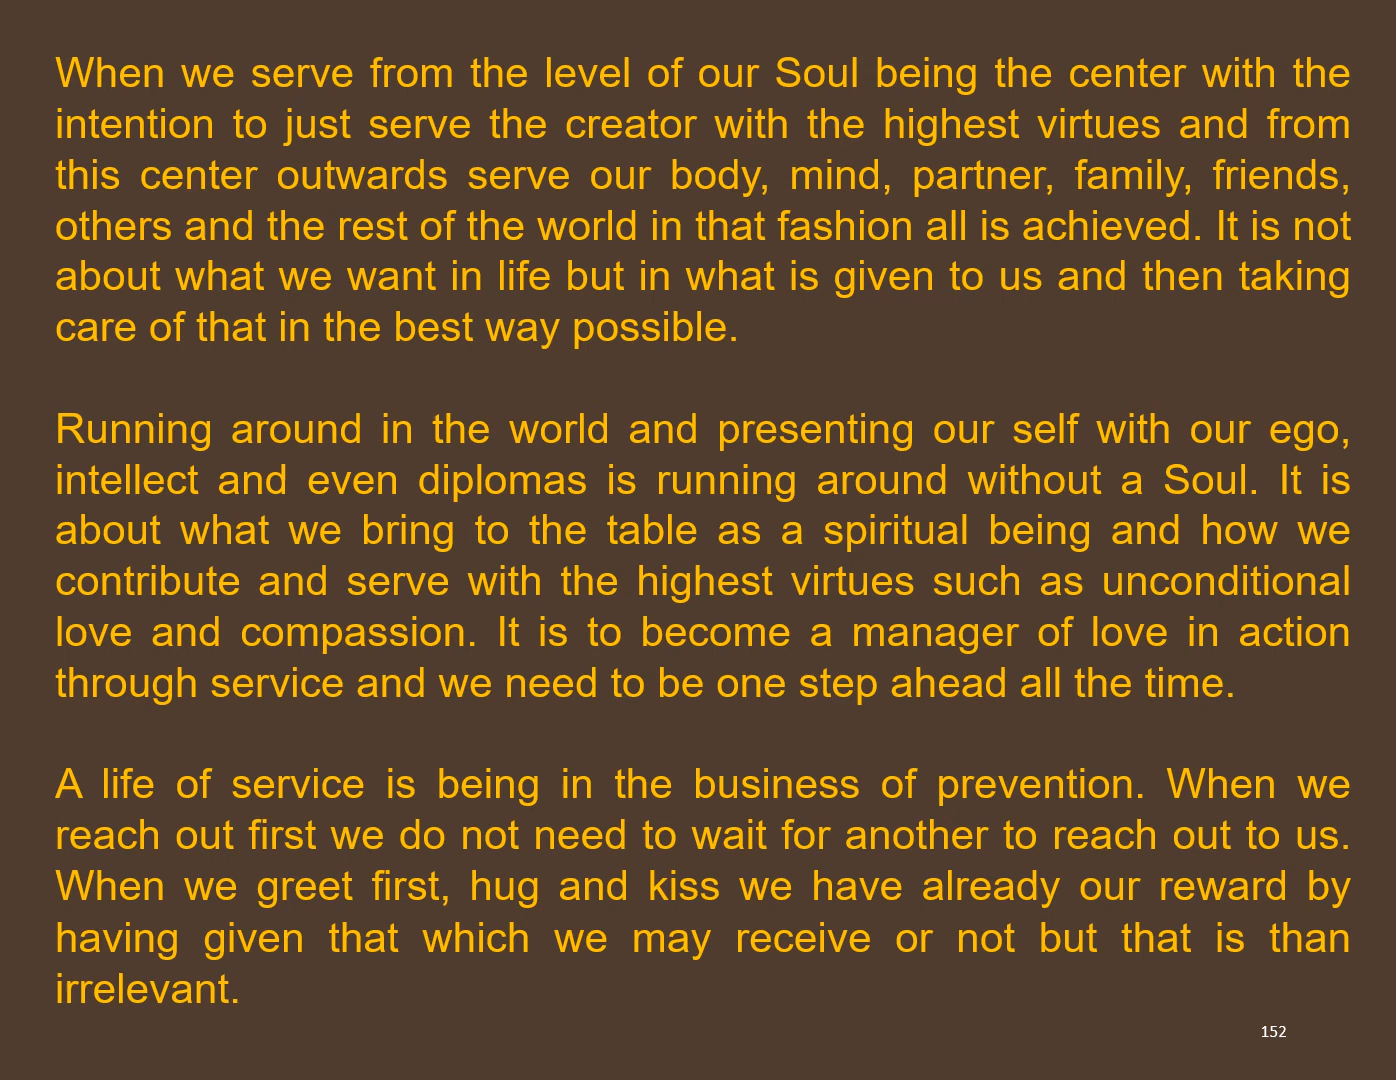 When we serve from the level of our Soul being the center with the
intention to just serve the creator with the highest virtues and from
this center outwards serve our body, mind, partner, family, friends,
others and the rest of the world in that fashion all is achieved. It is not
about what we want in life but in what is given to us and then taking
care of that in the best way possible.
Running around in the world and presenting our self with our ego,
intellect and even diplomas is running around without a Soul. It is
about what we bring to the table as a spiritual being and how we
contribute and serve with the highest virtues such as unconditional
love and compassion. It is to become a manager of love in action
through service and we need to be one step ahead all the time.
A life of service is being in the business of prevention. When we
reach out first we do not need to wait for another to reach out to us.
When we greet first, hug and kiss we have already our reward by
having given that which we may receive or not but that is than
irrelevant.
152